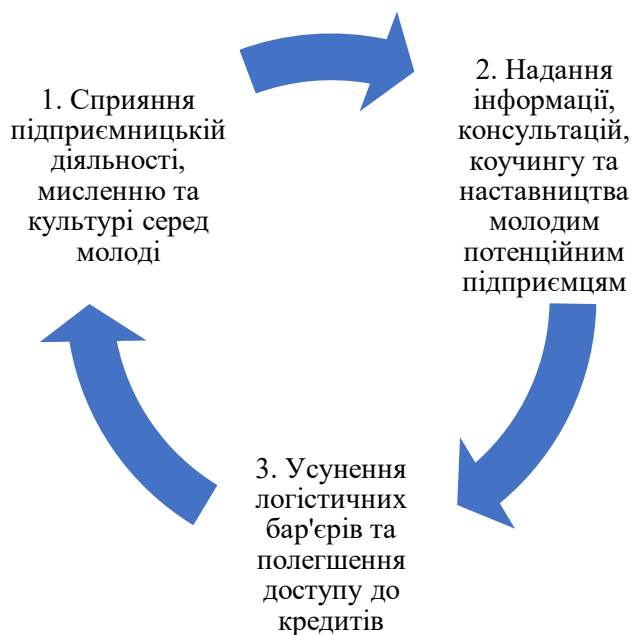 1. Сприяння
підприємницькій
діяльності,
мисленню та
культурі серед
молоді
2. Надання
інформації,
консультацій,
коучингу та
наставництва
молодим
потенційним
підприємцям
3. Усунення
логістичних
бар'єрів та
полегшення
доступу до
кредитів